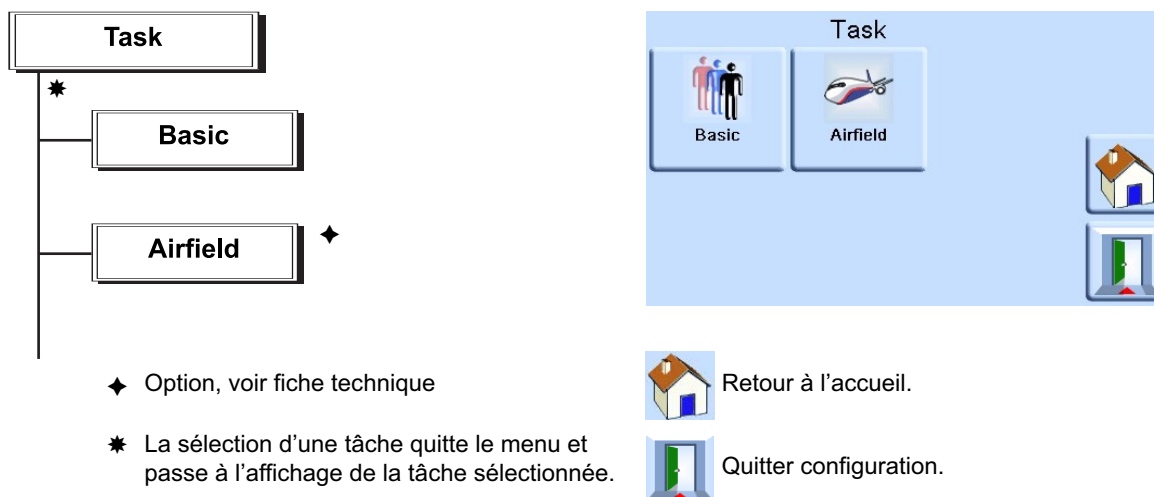 Task
Basic
Airfield
Task
Basic
Airfield
Option, voir fiche technique
La sélection d’une tâche quitte le menu et
passe à l’affichage de la tâche sélectionnée.
Retour à l’accueil.
Quitter configuration.